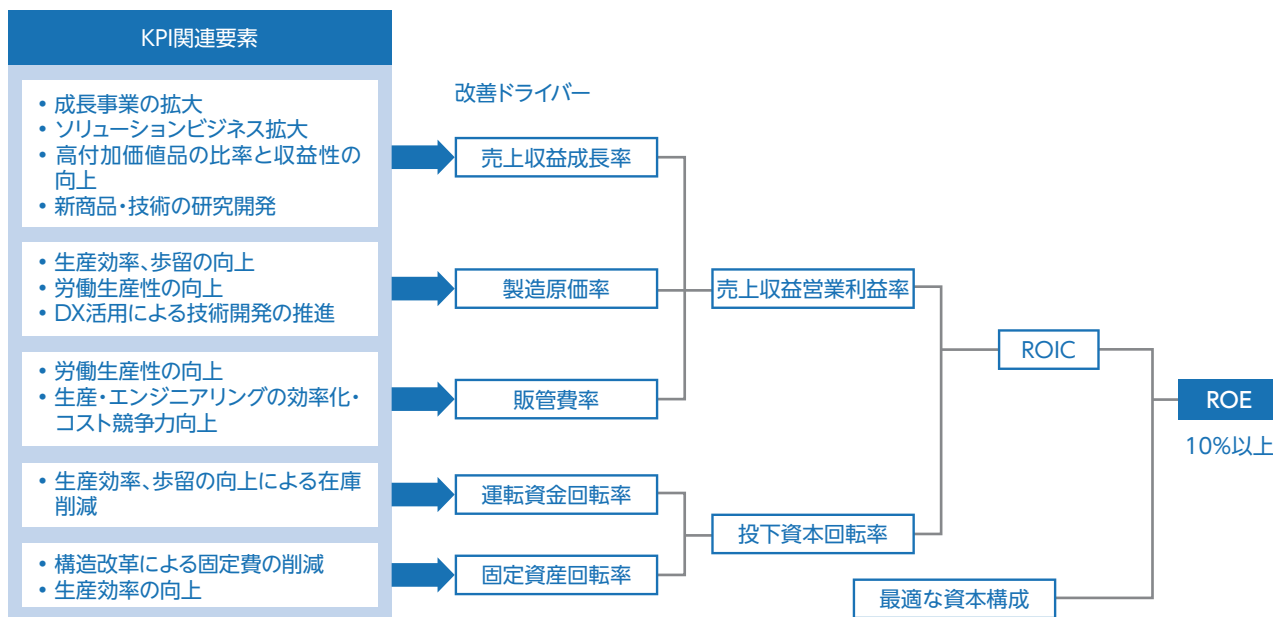 KPI関連要素
• 成長事業の拡大
• ソリューションビジネス拡大
• 高付加価値品の比率と収益性の
向上
• 新商品・技術の研究開発
• 生産効率、歩留の向上
• 労働生産性の向上
• DX活用による技術開発の推進
• 労働生産性の向上
• 生産・エンジニアリングの効率化・
コスト競争力向上
• 生産効率、歩留の向上による在庫
削減
• 構造改革による固定費の削減
• 生産効率の向上
改善ドライバー
売上収益成長率
製造原価率
販管費率
運転資金回転率
固定資産回転率
売上収益営業利益率
投下資本回転率
ROIC
最適な資本構成
ROE
10%以上